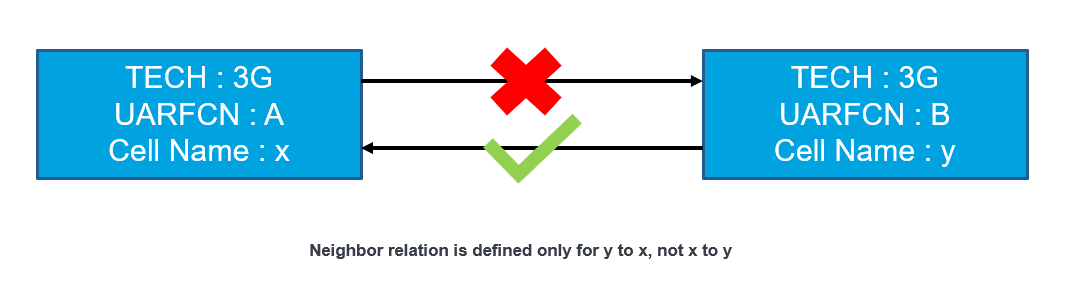 TECH : 3G
UARFCN : A
Cell Name : x
TECH : 3G
UARFCN : B
Cell Name : y
Neighbor relation is defined only for y to x, not x to y